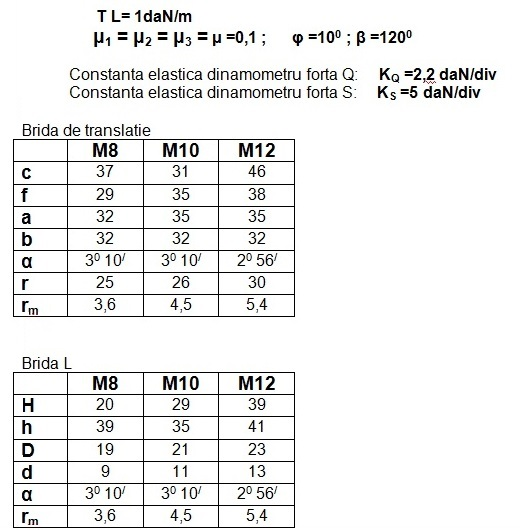 T L= 1daN/m
μ₁ = μ₂ = μ₃ = μ =0,1 ; φ =10⁰ ; β =120⁰
Constanta elastica dinamometru forta Q: K_Q =2,2 daN/div
Constanta elastica dinamometru forta S: K_S =5 daN/div
Brida de translatie
M8 M10 M12
c 37 31 46
f 29 35 38
a 32 35 35
b 32 32 32
α 3⁰ 10′ 3⁰ 10′ 2⁰ 56′
r 25 26 30
r_m 3,6 4,5 5,4
Brida L
M8 M10 M12
H 20 29 39
h 39 35 41
D 19 21 23
d 9 11 13
α 3⁰ 10′ 3⁰ 10′ 2⁰ 56′
r_m 3,6 4,5 5,4